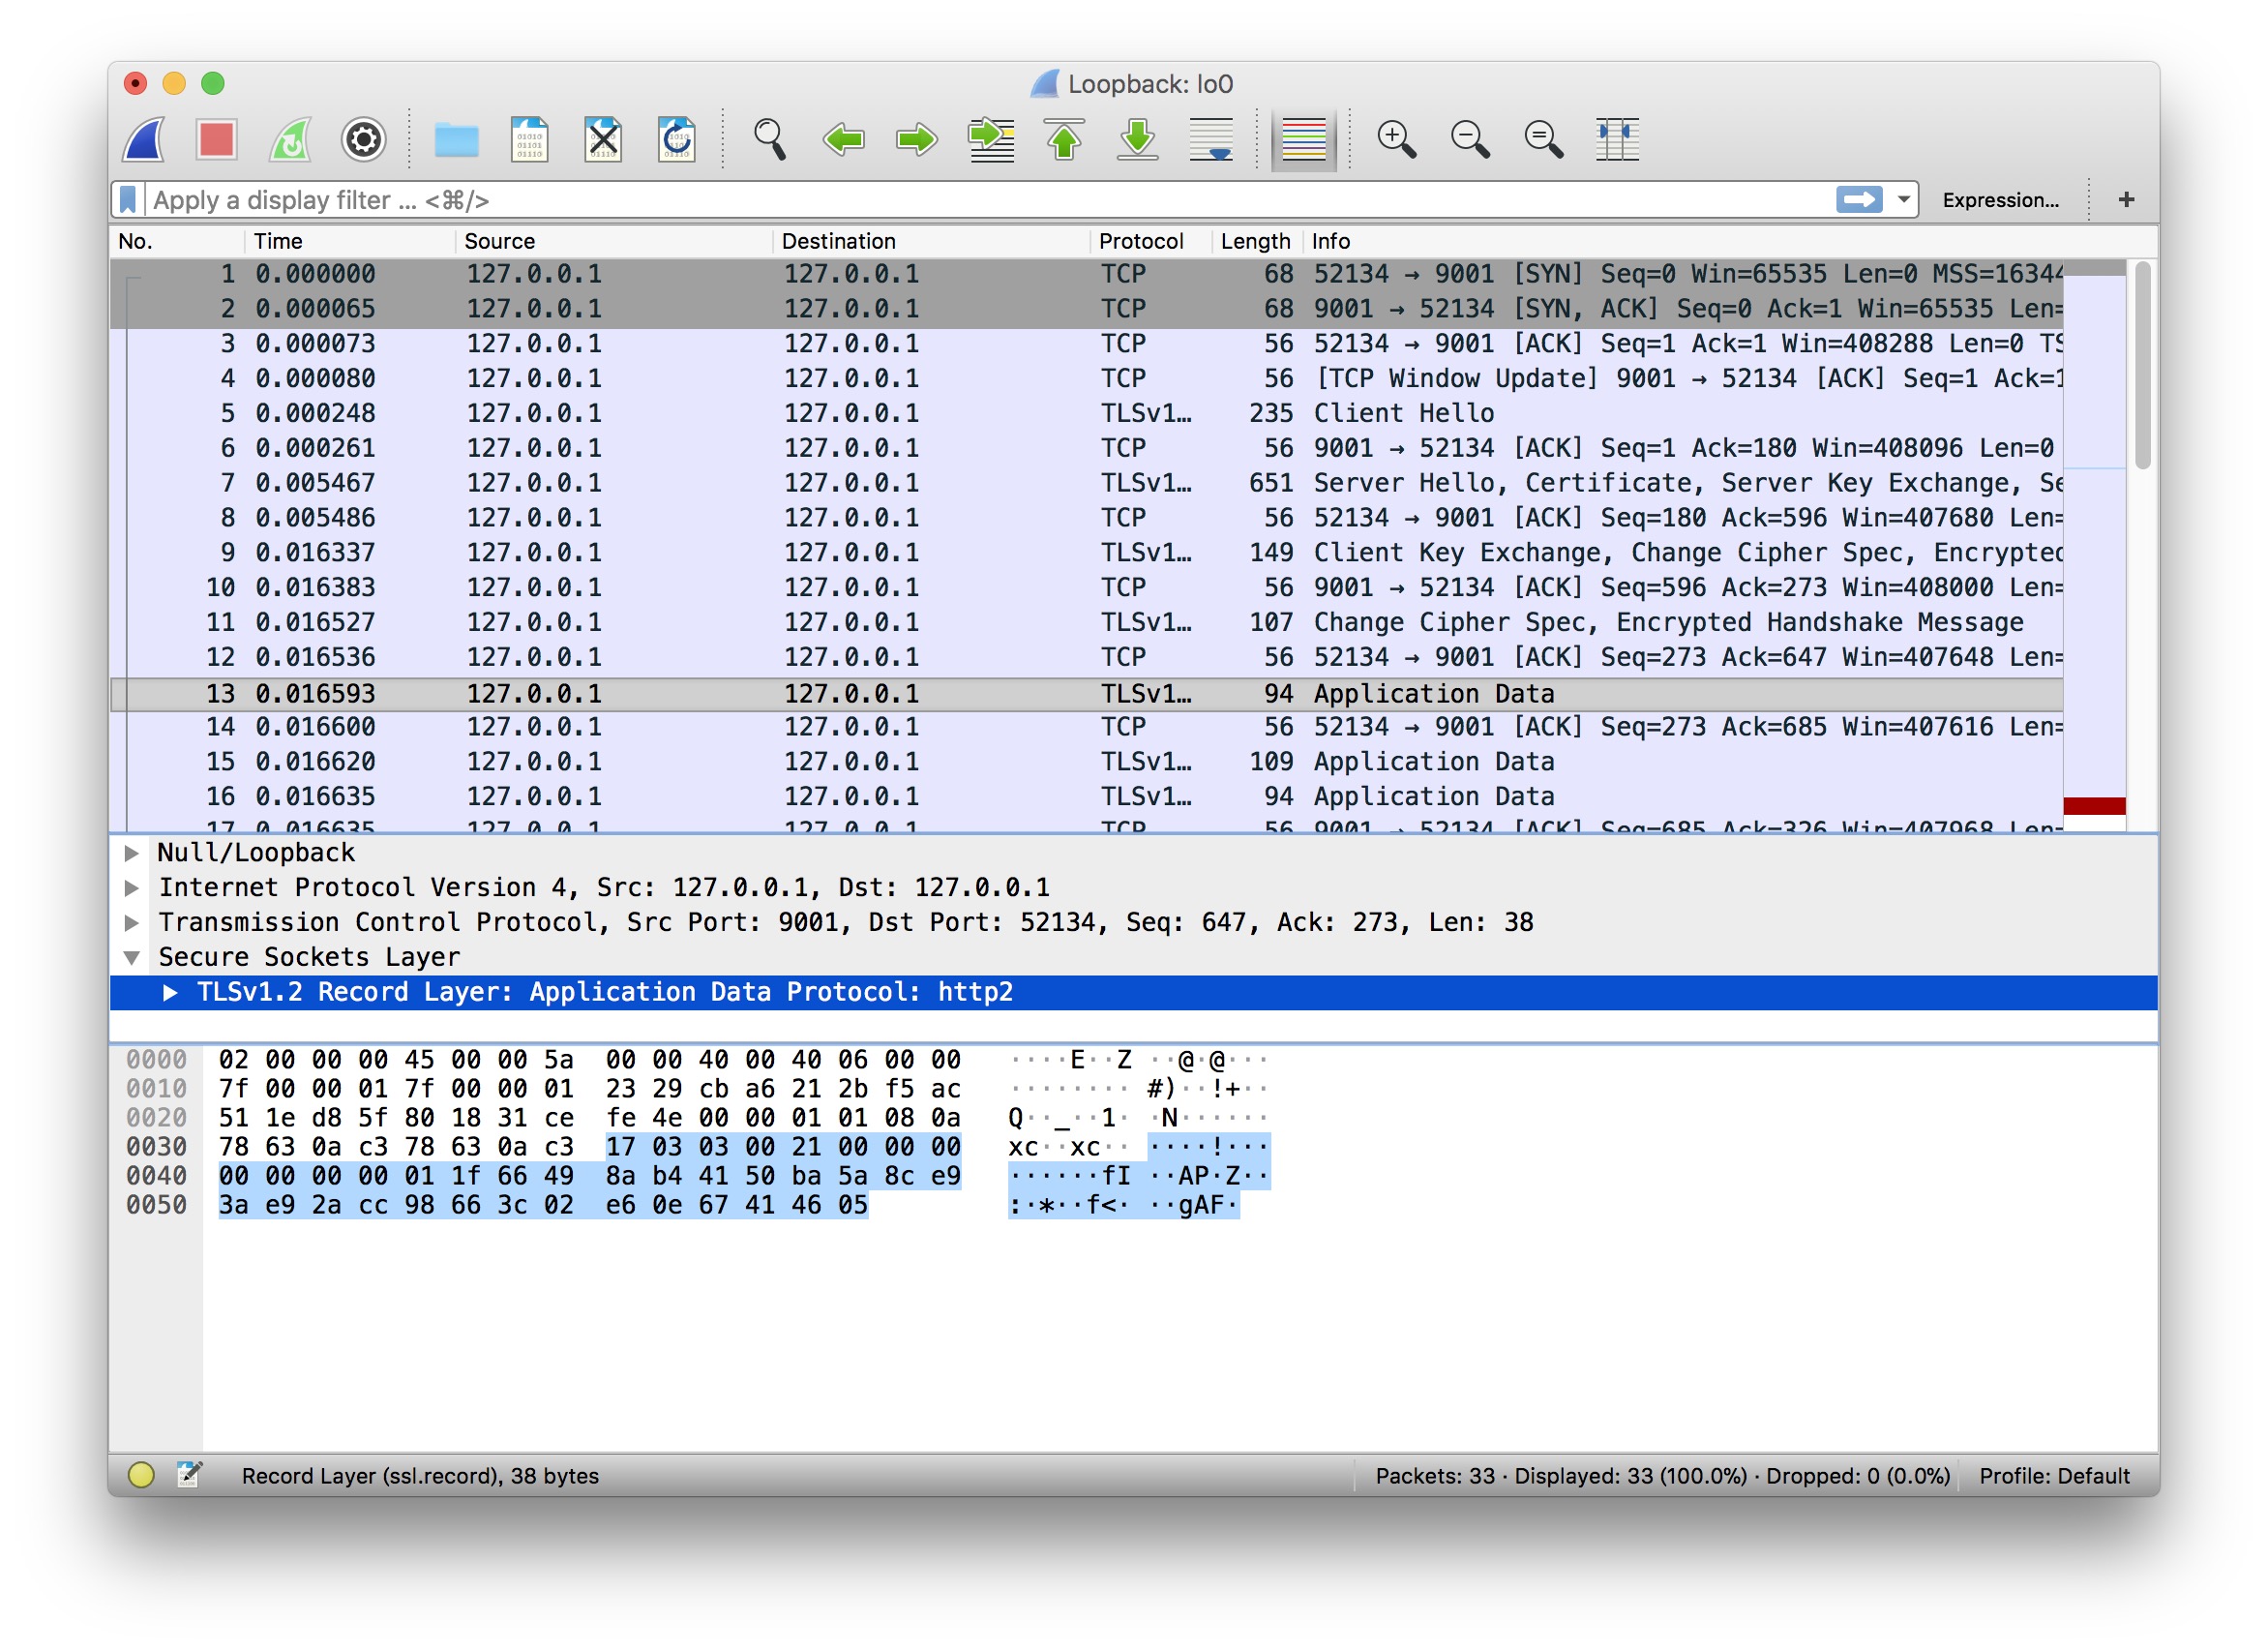 Loopback: lo0
Apply a display filter ... <⌘/>
Expression...
+
No. Time Source Destination Protocol Length Info
1 0.000000 127.0.0.1 127.0.0.1 TCP 68 52134 → 9001 [SYN] Seq=0 Win=65535 Len=0 MSS=16344
2 0.000065 127.0.0.1 127.0.0.1 TCP 68 9001 → 52134 [SYN, ACK] Seq=0 Ack=1 Win=65535 Len=
3 0.000073 127.0.0.1 127.0.0.1 TCP 56 52134 → 9001 [ACK] Seq=1 Ack=1 Win=408288 Len=0 TS
4 0.000080 127.0.0.1 127.0.0.1 TCP 56 [TCP Window Update] 9001 → 52134 [ACK] Seq=1 Ack=1
5 0.000248 127.0.0.1 127.0.0.1 TLSv1… 235 Client Hello
6 0.000261 127.0.0.1 127.0.0.1 TCP 56 9001 → 52134 [ACK] Seq=1 Ack=180 Win=408096 Len=0
7 0.005467 127.0.0.1 127.0.0.1 TLSv1… 651 Server Hello, Certificate, Server Key Exchange, Se
8 0.005486 127.0.0.1 127.0.0.1 TCP 56 52134 → 9001 [ACK] Seq=180 Ack=596 Win=407680 Len=
9 0.016337 127.0.0.1 127.0.0.1 TLSv1… 149 Client Key Exchange, Change Cipher Spec, Encrypted
10 0.016383 127.0.0.1 127.0.0.1 TCP 56 9001 → 52134 [ACK] Seq=596 Ack=273 Win=408000 Len=
11 0.016527 127.0.0.1 127.0.0.1 TLSv1… 107 Change Cipher Spec, Encrypted Handshake Message
12 0.016536 127.0.0.1 127.0.0.1 TCP 56 52134 → 9001 [ACK] Seq=273 Ack=647 Win=407648 Len=
13 0.016593 127.0.0.1 127.0.0.1 TLSv1… 94 Application Data
14 0.016600 127.0.0.1 127.0.0.1 TCP 56 52134 → 9001 [ACK] Seq=273 Ack=685 Win=407616 Len=
15 0.016620 127.0.0.1 127.0.0.1 TLSv1… 109 Application Data
16 0.016635 127.0.0.1 127.0.0.1 TLSv1… 94 Application Data
17 0.016635 127.0.0.1 127.0.0.1 TCP 56 9001 → 52134 [ACK] Seq=685 Ack=326 Win=407968 Len=
Null/Loopback
Internet Protocol Version 4, Src: 127.0.0.1, Dst: 127.0.0.1
Transmission Control Protocol, Src Port: 9001, Dst Port: 52134, Seq: 647, Ack: 273, Len: 38
Secure Sockets Layer
TLSv1.2 Record Layer: Application Data Protocol: http2
0000 02 00 00 00 45 00 00 5a 00 00 40 00 40 06 00 00 ····E··Z ··@·@···
0010 7f 00 00 01 7f 00 00 01 23 29 cb a6 21 2b f5 ac ········ #)··!+··
0020 51 1e d8 5f 80 18 31 ce fe 4e 00 00 01 01 08 0a Q··_··1· ·N······
0030 78 63 0a c3 78 63 0a c3 17 03 03 00 21 00 00 00 xc··xc·· ····!···
0040 00 00 00 00 01 1f 66 49 8a b4 41 50 ba 5a 8c e9 ······fI ··AP·Z··
0050 3a e9 2a cc 98 66 3c 02 e6 0e 67 41 46 05 :·*··f<· ··gAF·
Record Layer (ssl.record), 38 bytes
Packets: 33 · Displayed: 33 (100.0%) · Dropped: 0 (0.0%)
Profile: Default